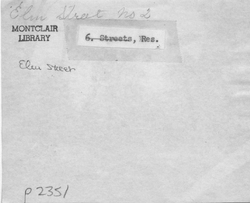 Elm Street No 2
MONTCLAIR
LIBRARY
6. Streets, Res.
Elm Street
p 2351